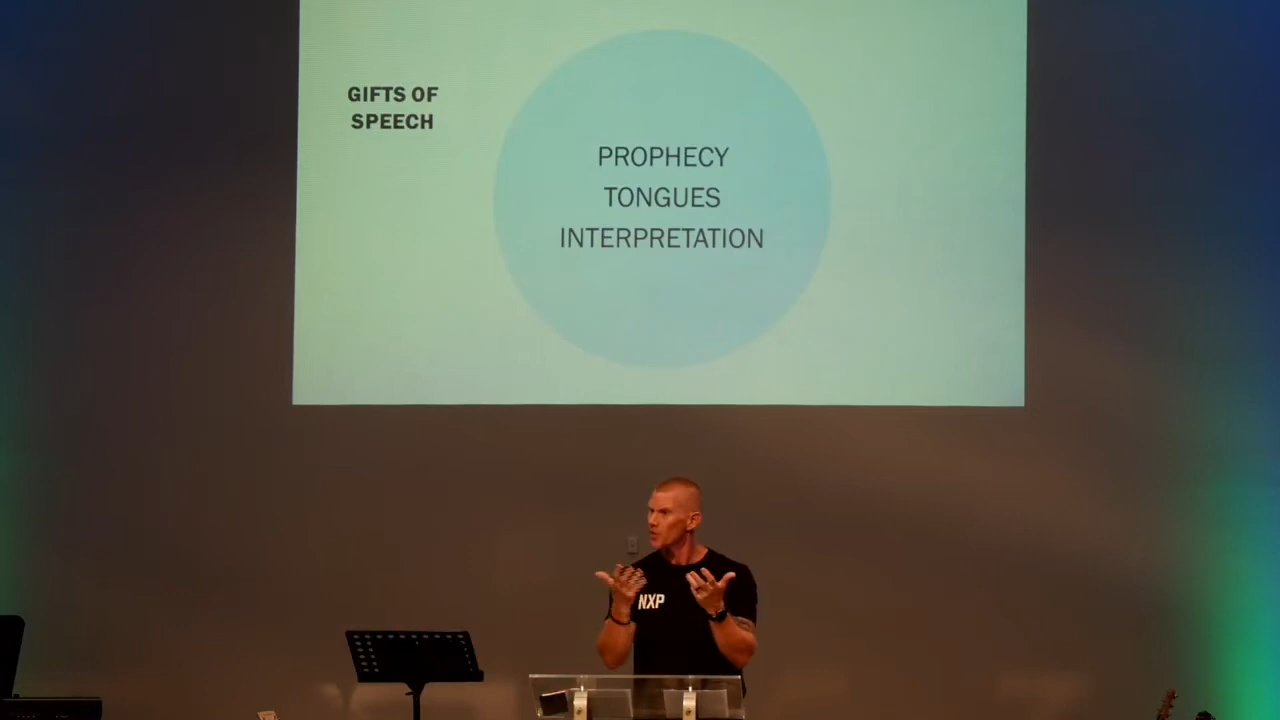 GIFTS OF
SPEECH
PROPHECY
TONGUES
INTERPRETATION
NXP